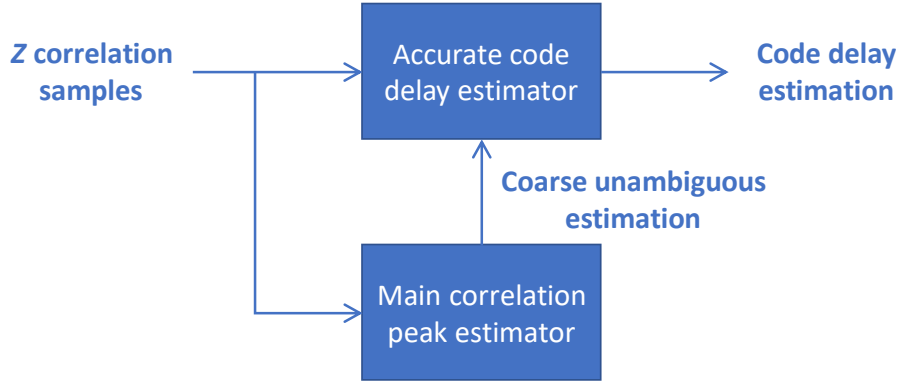 Z correlation
samples
Accurate code
delay estimator
Code delay
estimation
Coarse unambiguous
estimation
Main correlation
peak estimator